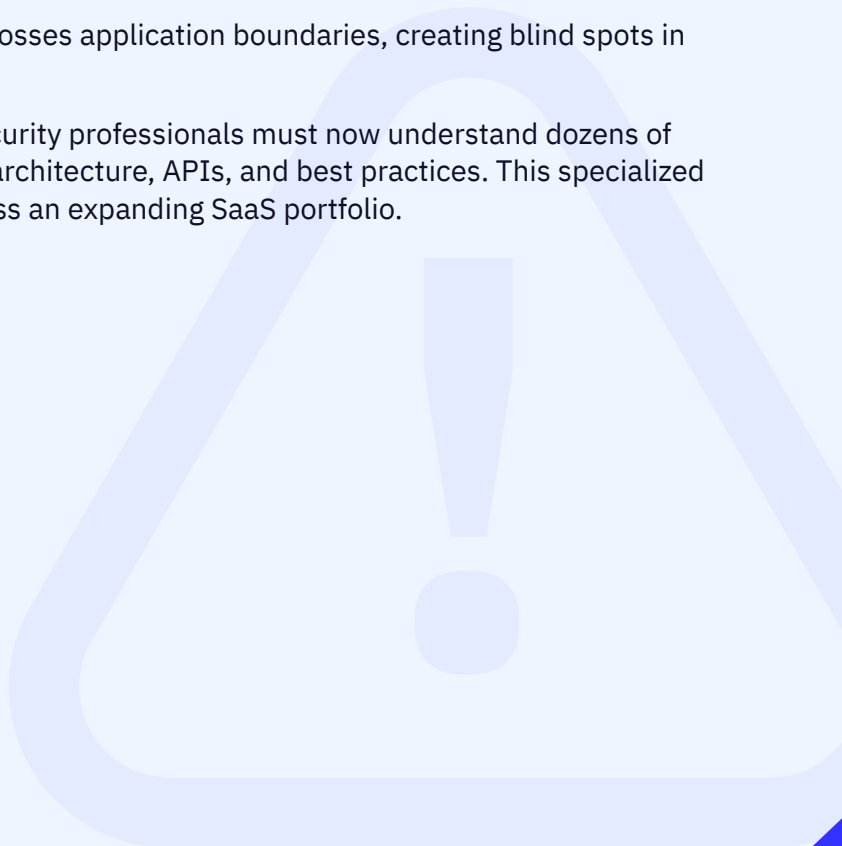 osses application boundaries, creating blind spots in
curity professionals must now understand dozens of
architecture, APIs, and best practices. This specialized
ss an expanding SaaS portfolio.